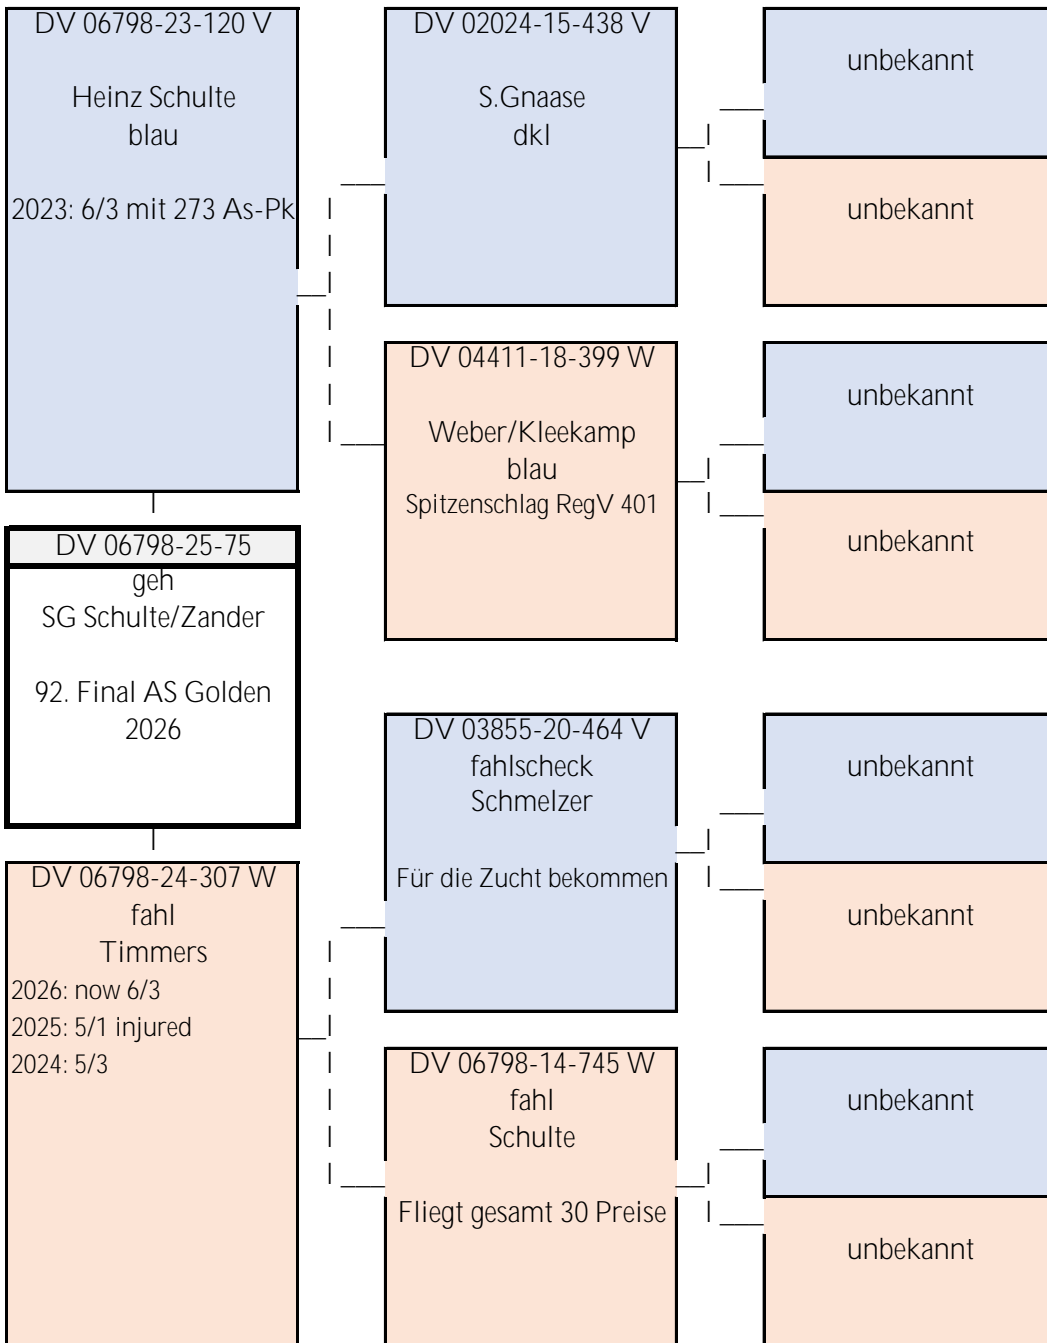 DV 06798-23-120 V
Heinz Schulte
blau
2023: 6/3 mit 273 As-Pk
DV 06798-25-75
geh
SG Schulte/Zander
92. Final AS Golden
2026
DV 06798-24-307 W
fahl
Timmers
2026: now 6/3
2025: 5/1 injured
2024: 5/3
DV 02024-15-438 V
S.Gnaase
dkl
DV 04411-18-399 W
Weber/Kleekamp
blau
Spitzenschlag RegV 401
DV 03855-20-464 V
fahlscheck
Schmelzer
Für die Zucht bekommen
DV 06798-14-745 W
fahl
Schulte
Fliegt gesamt 30 Preise
unbekannt
unbekannt
unbekannt
unbekannt
unbekannt
unbekannt
unbekannt
unbekannt